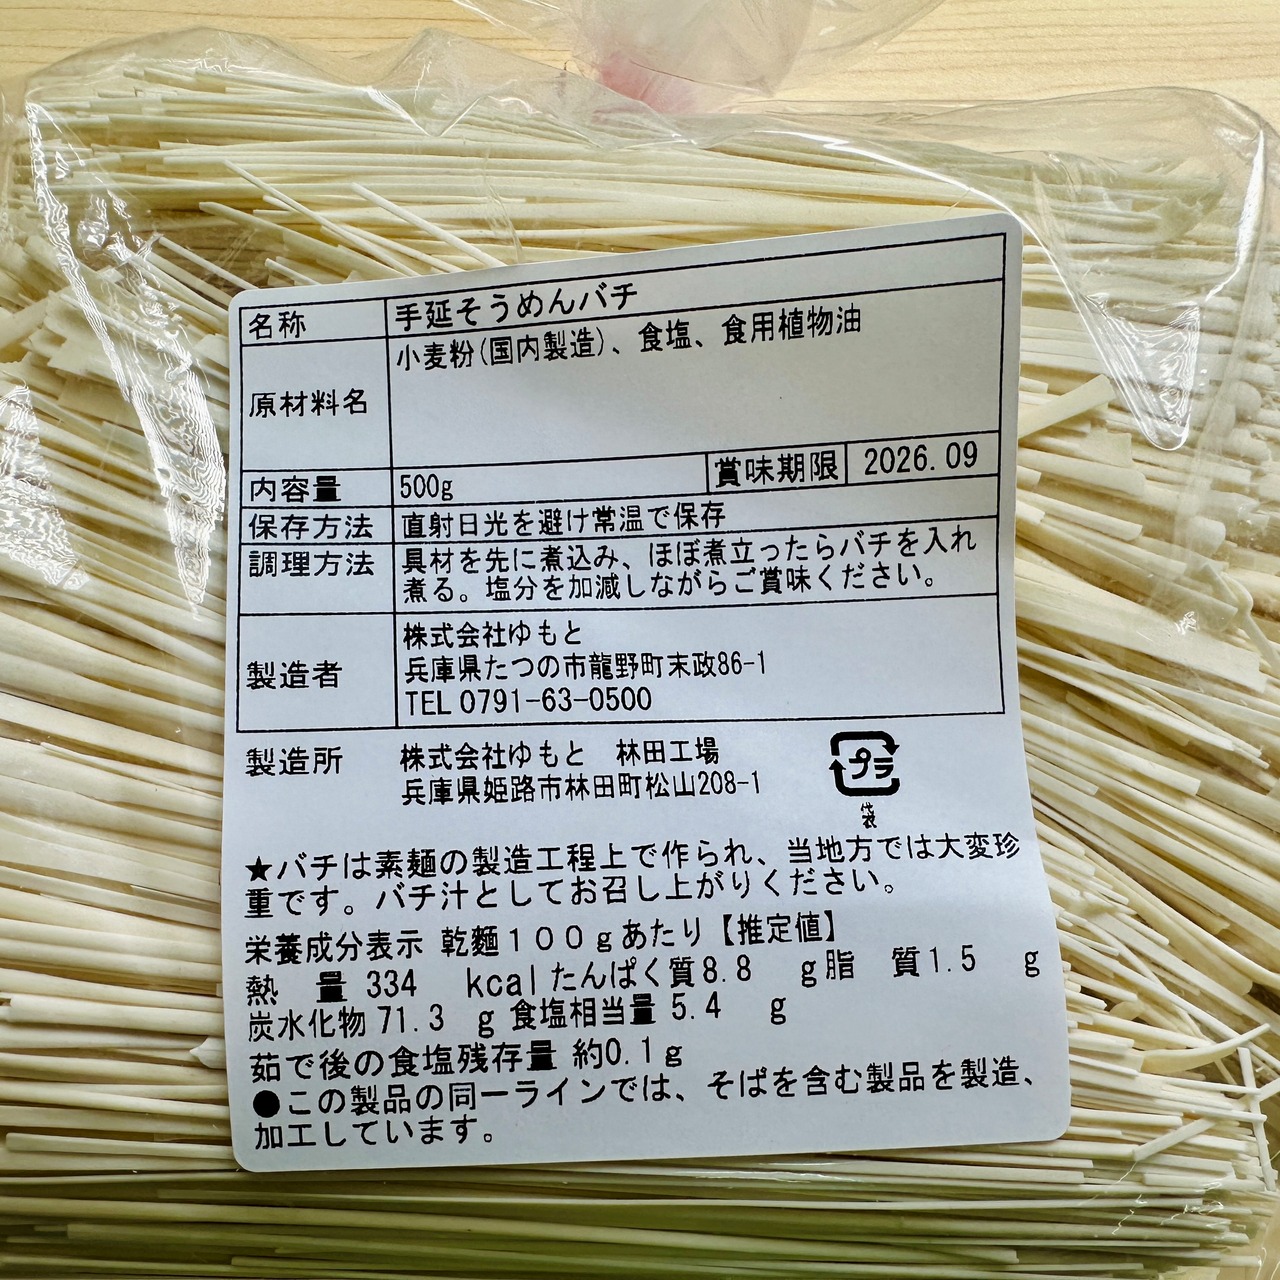 名称 手延そうめんバチ
原材料名 小麦粉(国内製造)、食塩、食用植物油
内容量 500g 賞味期限 2026.09
保存方法 直射日光を避け常温で保存
調理方法 具材を先に煮込み、ほぼ煮立ったらバチを入れ
煮る。塩分を加減しながらご賞味ください。
製造者 株式会社ゆもと
兵庫県たつの市龍野町末政86-1
TEL 0791-63-0500
製造所 株式会社ゆもと 林田工場
兵庫県姫路市林田町松山208-1
プラ
袋
★バチは素麺の製造工程上で作られ、当地方では大変珍
重です。バチ汁としてお召し上がりください。
栄養成分表示 乾麺100gあたり【推定値】
熱 量 334 kcal たんぱく質8.8 g 脂 質1.5 g
炭水化物 71.3 g 食塩相当量 5.4 g
茹で後の食塩残存量 約0.1g
●この製品の同一ラインでは、そばを含む製品を製造、
加工しています。